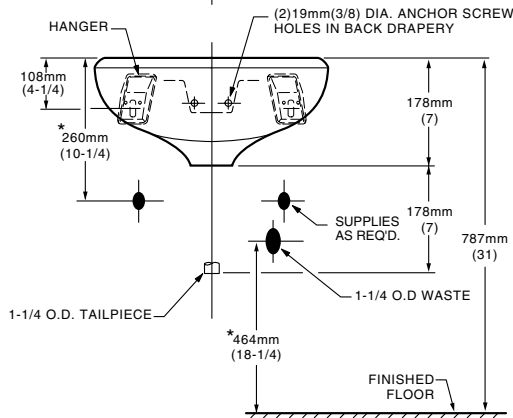 (2)19mm(3/8) DIA. ANCHOR SCREW
HOLES IN BACK DRAPERY
HANGER
108mm
(4-1/4)
*260mm
(10-1/4)
178mm
(7)
178mm
(7)
787mm
(31)
SUPPLIES
AS REQ'D.
1-1/4 O.D WASTE
1-1/4 O.D. TAILPIECE
*464mm
(18-1/4)
FINISHED
FLOOR